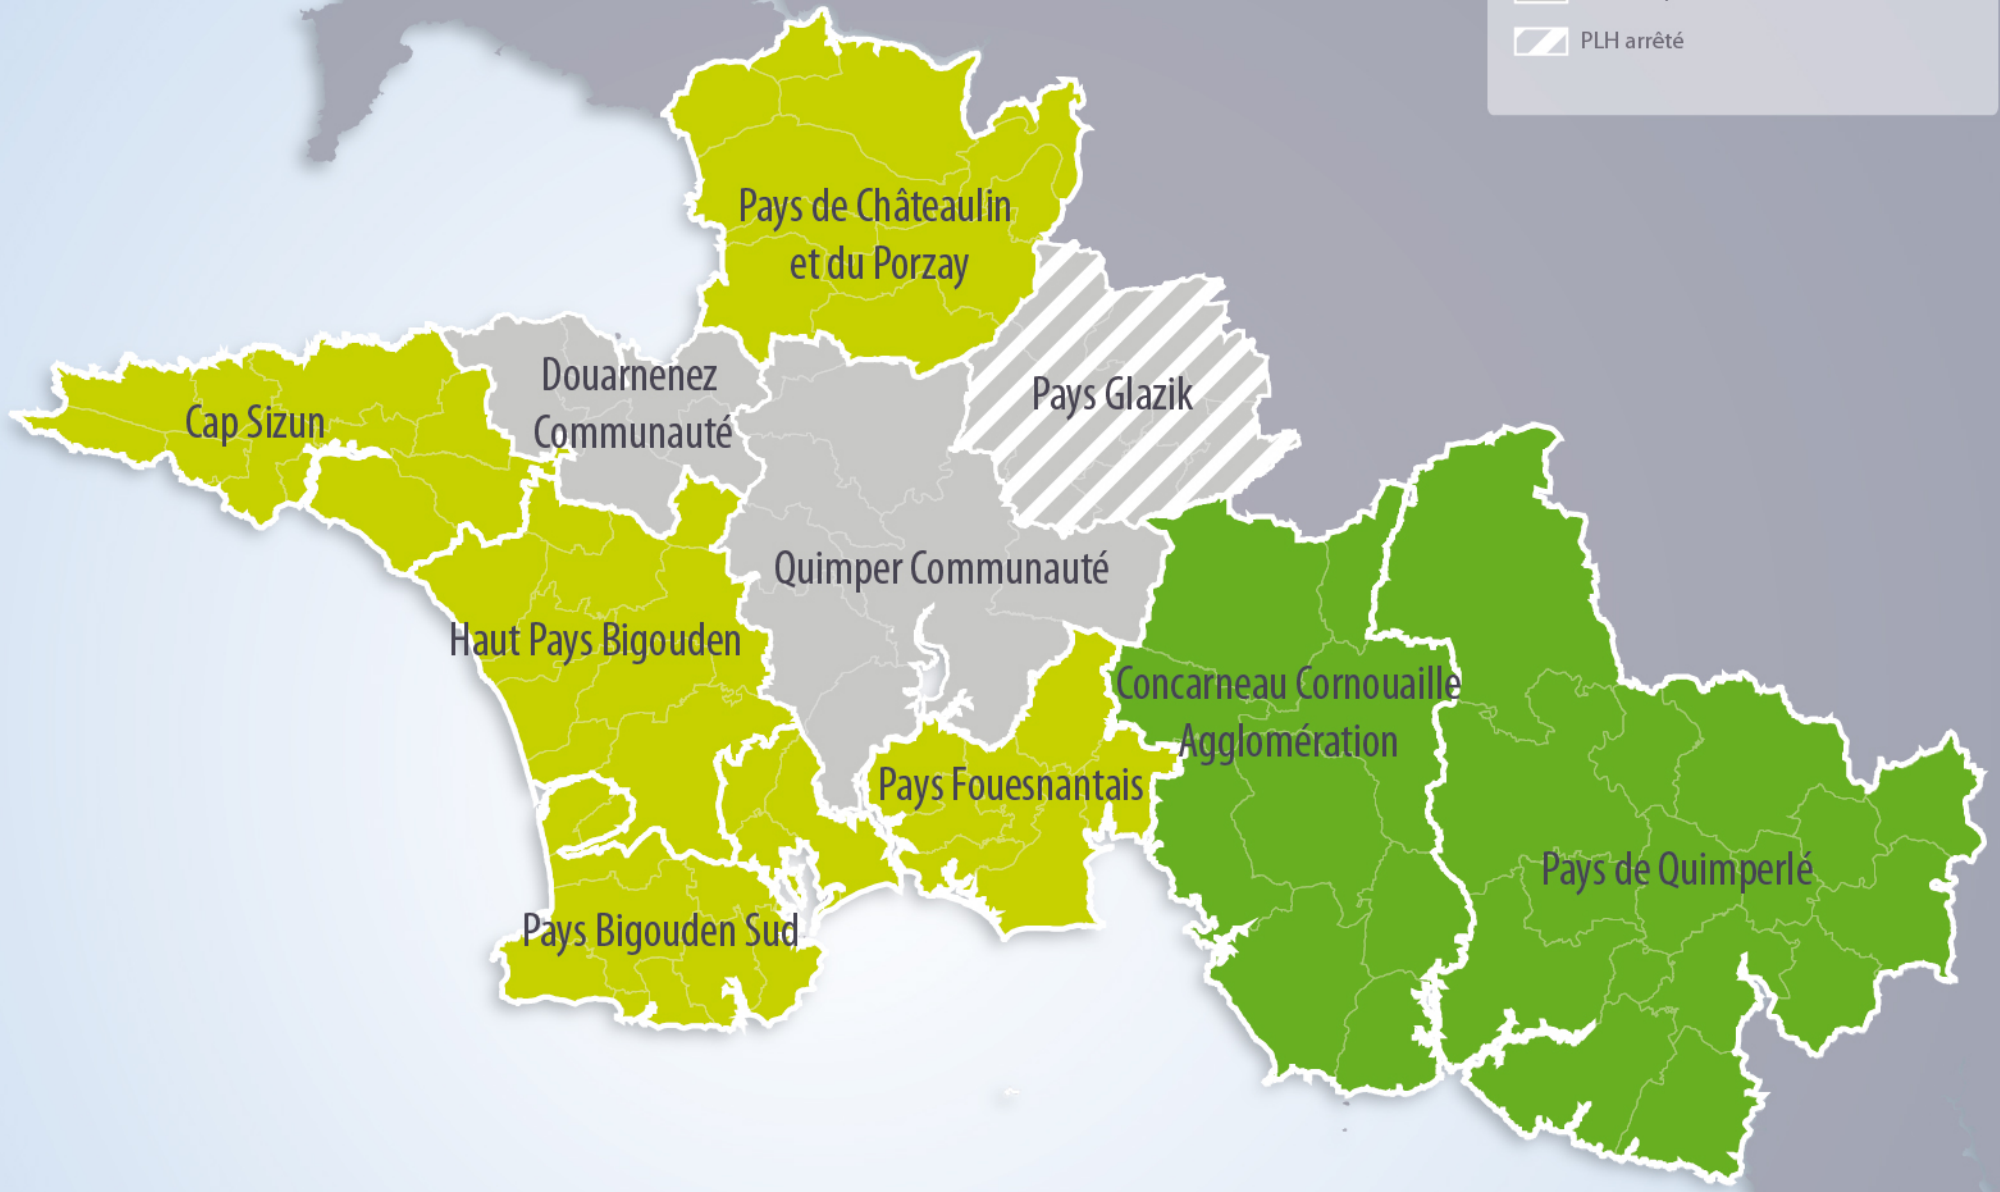 PLH arrêté
Pays de Châteaulin
et du Porzay
Douarnenez
Communauté
Pays Glazik
Cap Sizun
Quimper Communauté
Haut Pays Bigouden
Concarneau Cornouaille
Agglomération
Pays Fouesnantais
Pays de Quimperlé
Pays Bigouden Sud